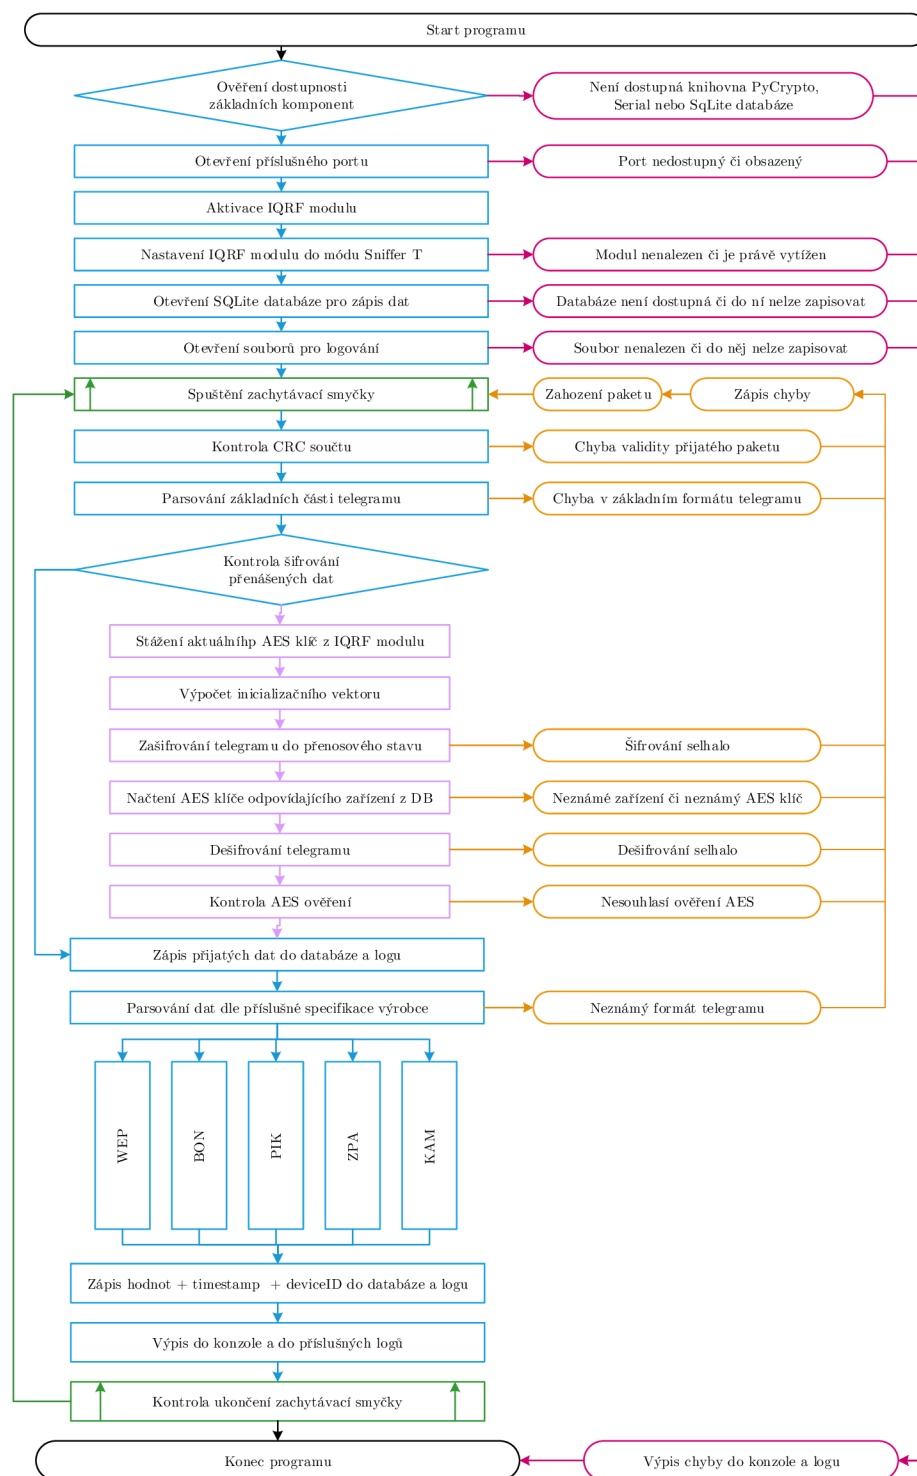 Start programu
Ověření dostupnosti
základních komponent
Není dostupná knihovna PyCrypto,
Serial nebo SqLite databáze
Otevření příslušného portu
Port nedostupný či obsazený
Aktivace IQRF modulu
Nastavení IQRF modulu do módu Sniffer T
Modul nenalezen či je právě vytížen
Otevření SQLite databáze pro zápis dat
Databáze není dostupná či do ní nelze zapisovat
Otevření souborů pro logování
Soubor nenalezen či do něj nelze zapisovat
Spuštění zachytávací smyčky
Zahození paketu
Zápis chyby
Kontrola CRC součtu
Chyba validity přijatého paketu
Parsování základních části telegramu
Chyba v základním formátu telegramu
Kontrola šifrování
přenášených dat
Stážení aktuálníhp AES klíč z IQRF modulu
Výpočet inicializačního vektoru
Zašifrování telegramu do přenosového stavu
Šifrování selhalo
Načtení AES klíče odpovídajícího zařízení z DB
Neznámé zařízení či neznámý AES klíč
Dešifrování telegramu
Dešifrování selhalo
Kontrola AES ověření
Nesouhlasí ověření AES
Zápis přijatých dat do databáze a logu
Parsování dat dle příslušné specifikace výrobce
Neznámý formát telegramu
WEP
BON
PIK
ZPA
KAM
Zápis hodnot + timestamp + deviceID do databáze a logu
Výpis do konzole a do příslušných logů
Kontrola ukončení zachytávací smyčky
Konec programu
Výpis chyby do konzole a logu